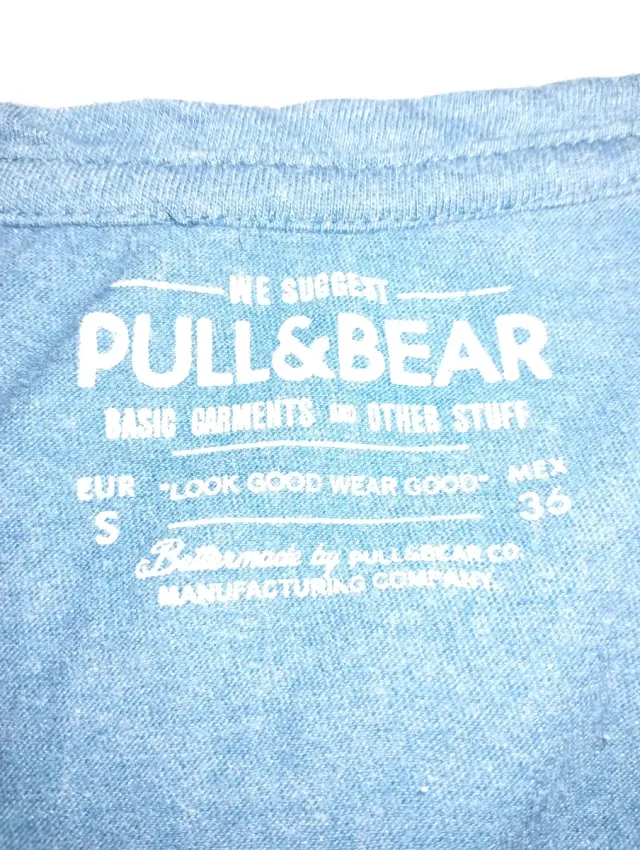 WE SUGGEST
PULL&BEAR
BASIC GARMENTS AND OTHER STUFF
EUR "LOOK GOOD WEAR GOOD" MEX
S 36
Bettermade by PULL&BEAR CO.
MANUFACTURING COMPANY.